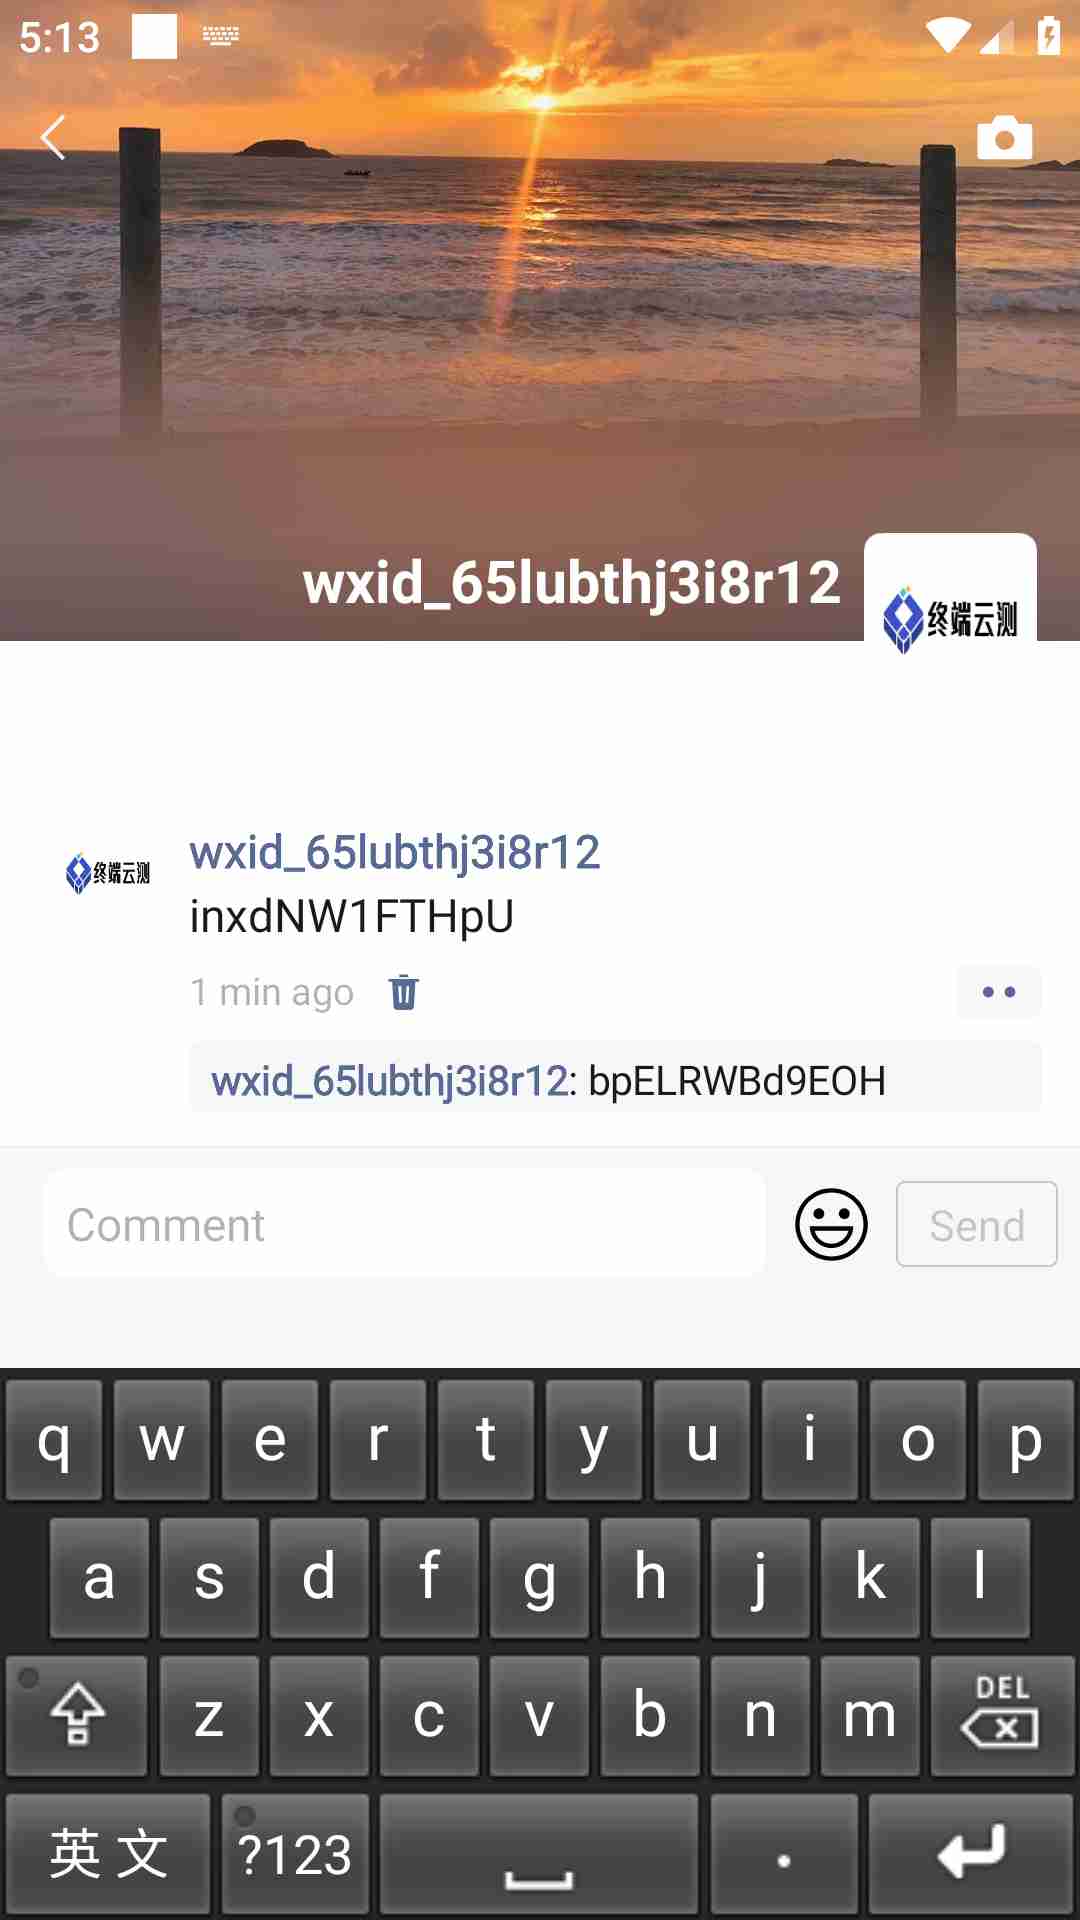 5:13
wxid_65lubthj3i8r12
终端云测
终端云测
wxid_65lubthj3i8r12
inxdNW1FTHpU
1 min ago
wxid_65lubthj3i8r12: bpELRWBd9EOH
Comment
Send
q w e r t y u i o p
a s d f g h j k l
z x c v b n m DEL
英文 ?123 .